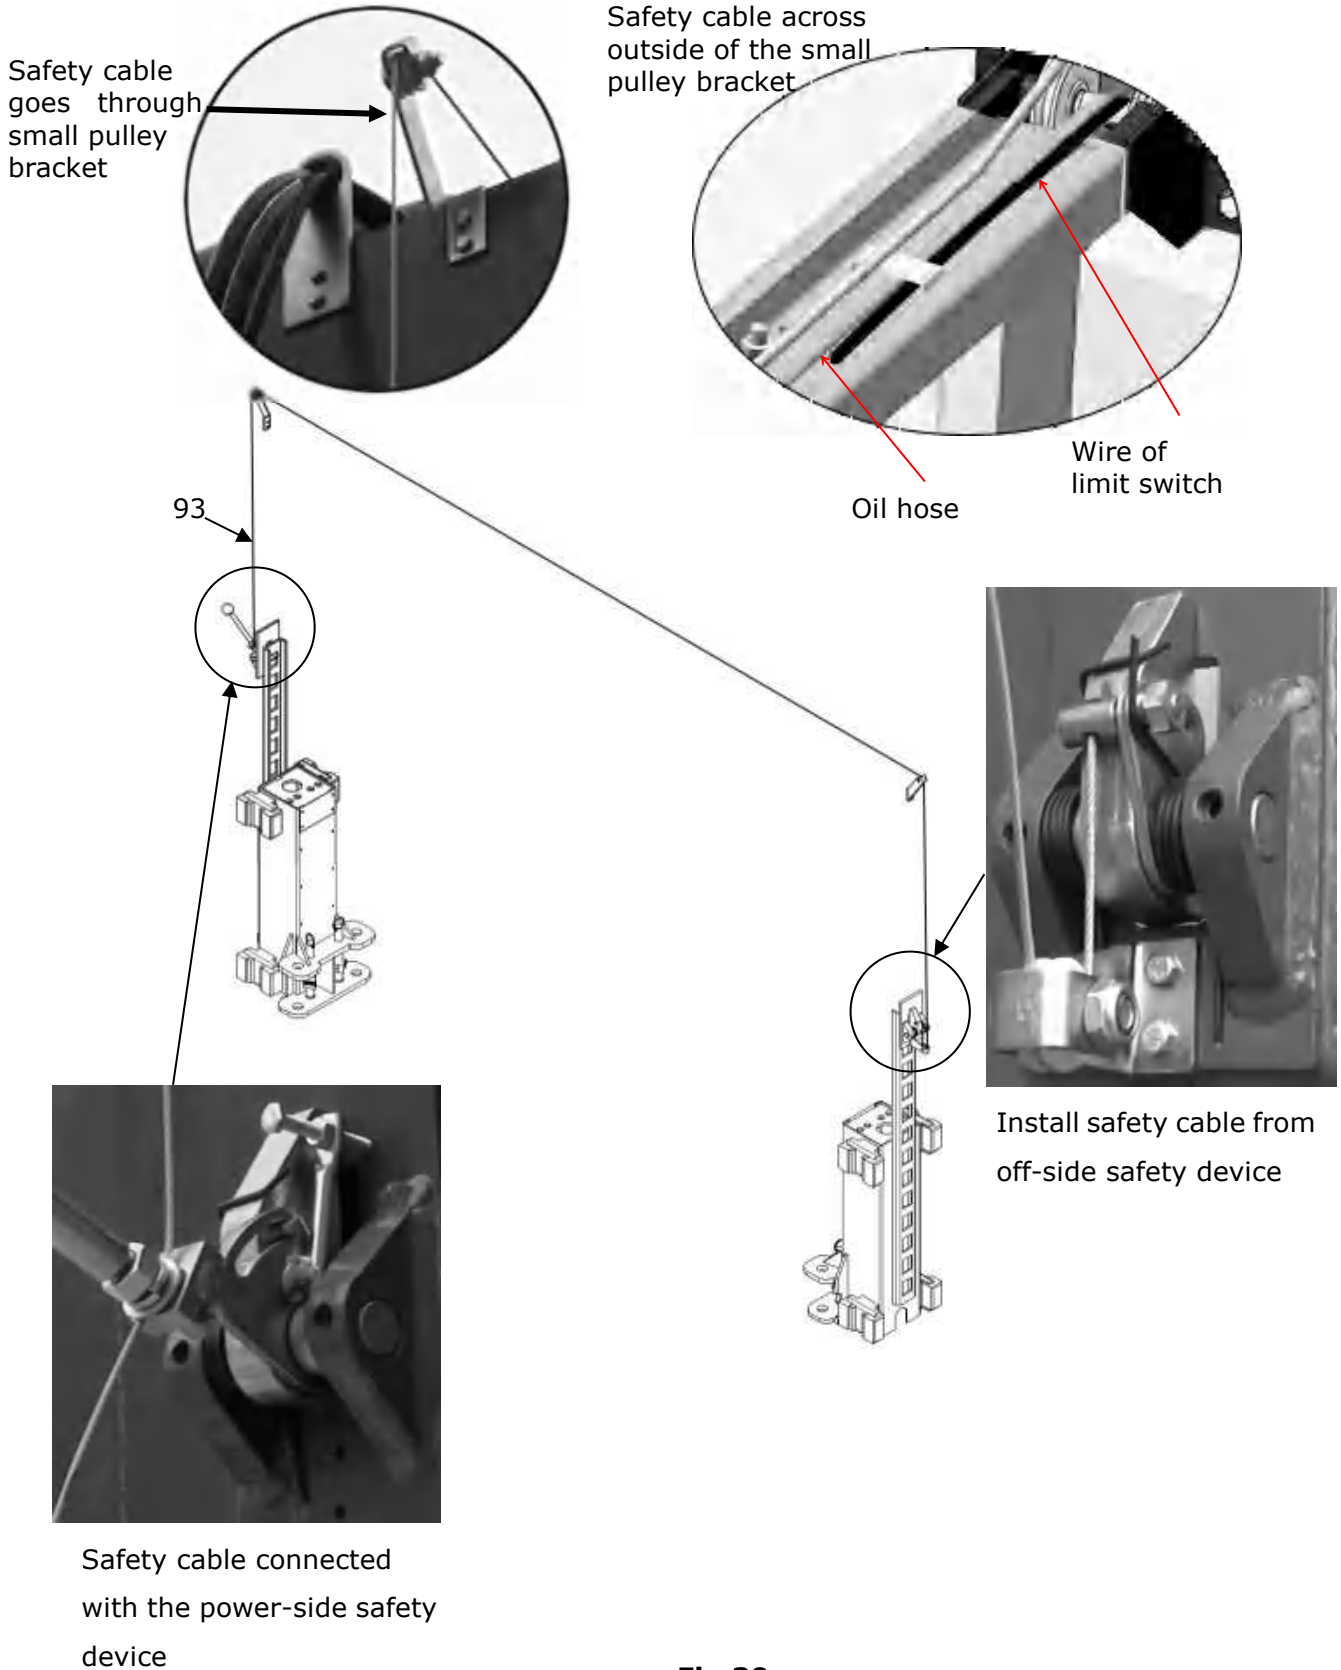 Safety cable
goes through
small pulley
bracket
Safety cable across
outside of the small
pulley bracket
Wire of
limit switch
Oil hose
93
Install safety cable from
off-side safety device
Safety cable connected
with the power-side safety
device